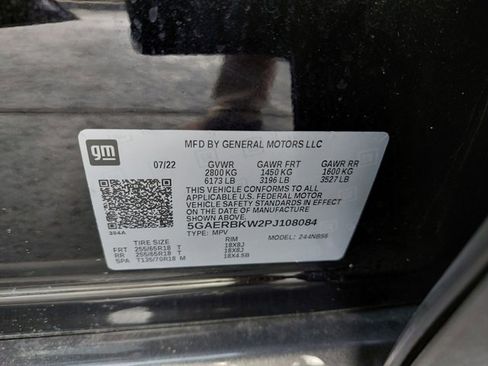 gm
MFD BY GENERAL MOTORS LLC
07/22 GVWR GAWR FRT GAWR RR
2800 KG 1450 KG 1600 KG
6173 LB 3196 LB 3527 LB
THIS VEHICLE CONFORMS TO ALL
APPLICABLE U.S. FEDERAL MOTOR
VEHICLE SAFETY STANDARDS IN EFFECT
ON THE DATE OF MANUFACTURE
SHOWN ABOVE.
5GAERBKW2PJ108084
TYPE: MPV MODEL:
TIRE SIZE RIM
FRT 255/65R18 T 18X8J
RR 255/65R18 T 18X8J
SPA T135/70R18 M 18X4.5B